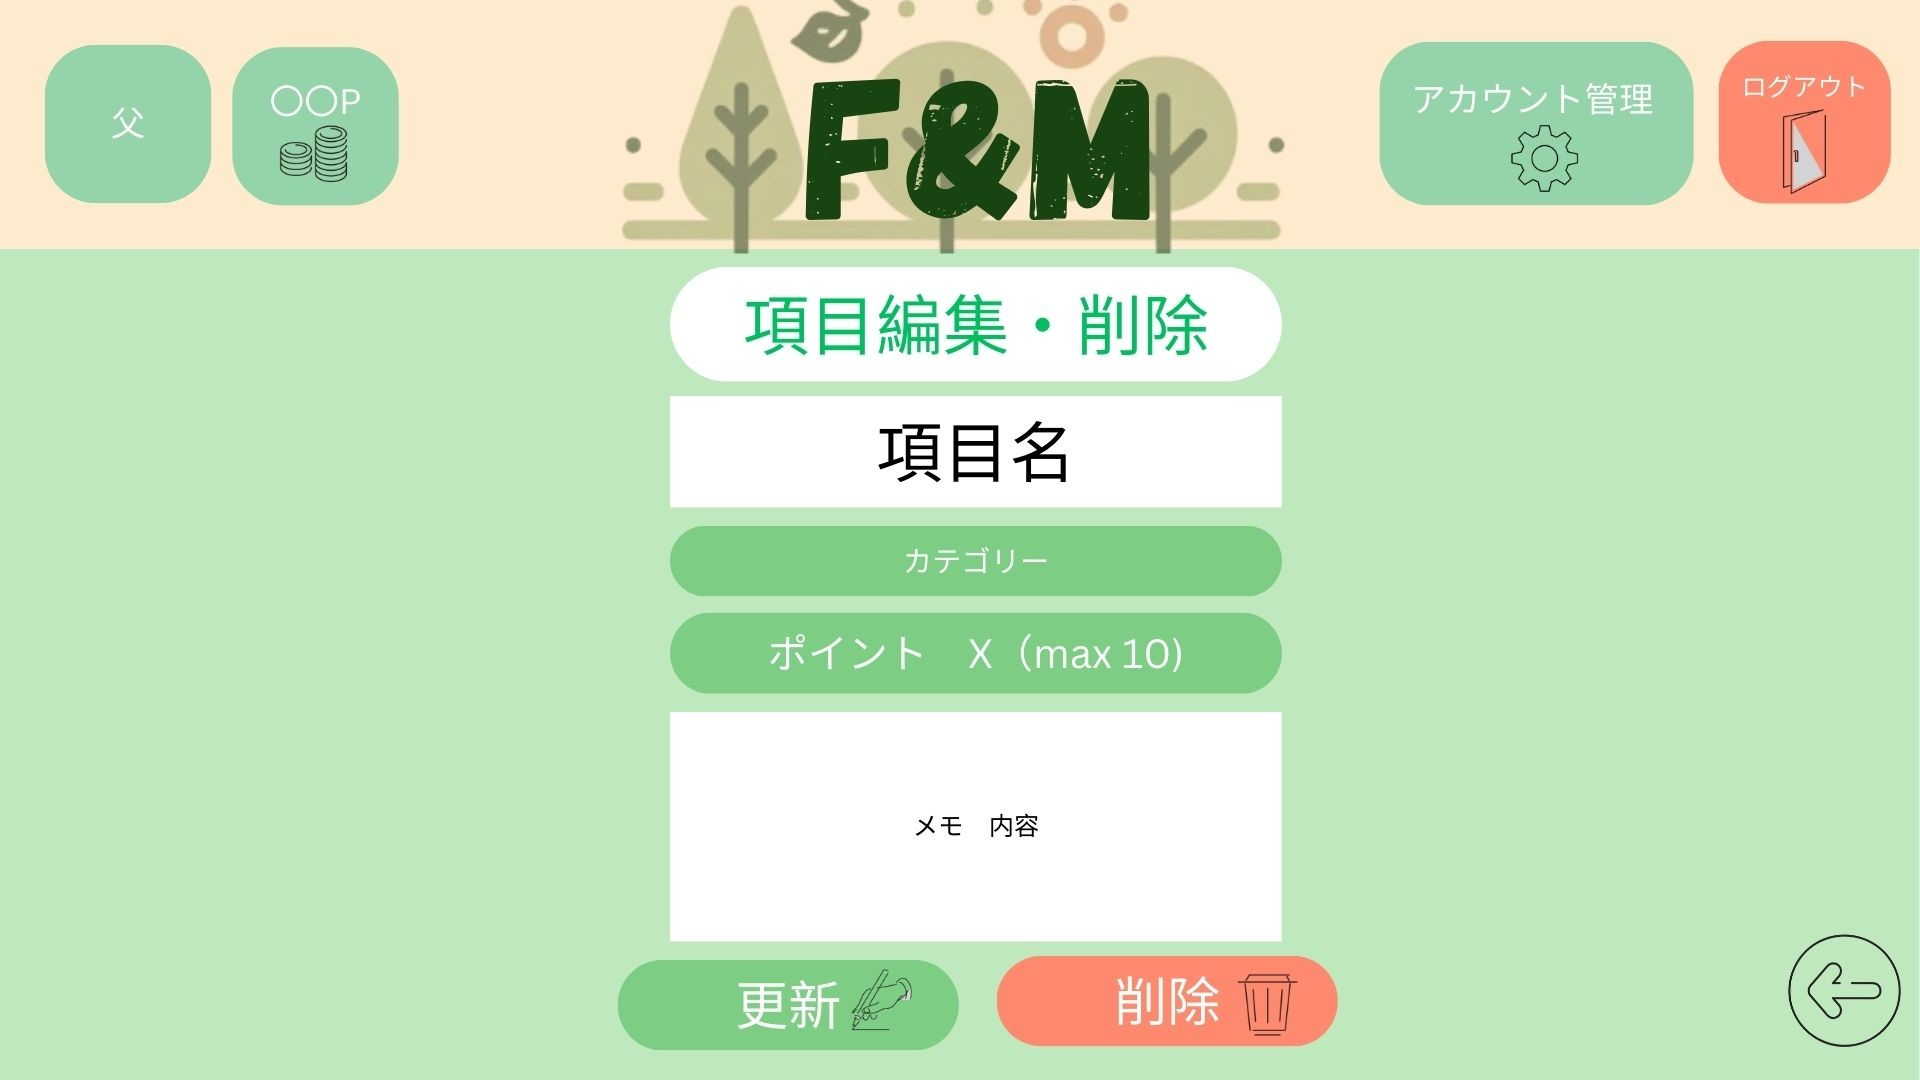 父
〇〇P
F&M
アカウント管理
ログアウト
項目編集・削除
項目名
カテゴリー
ポイント　X（max 10)
メモ　内容
更新
削除